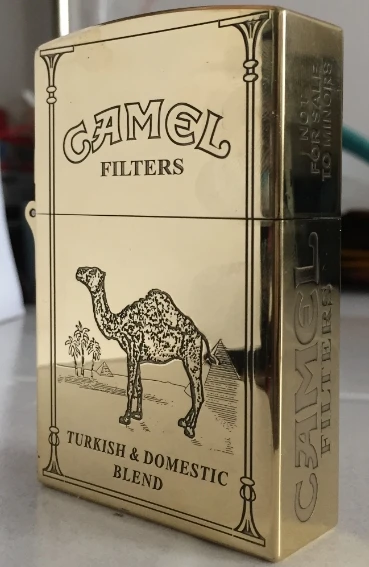 CAMEL
FILTERS
TURKISH & DOMESTIC
BLEND
NOT
FOR SALE
TO MINORS
CAMEL
FILTERS